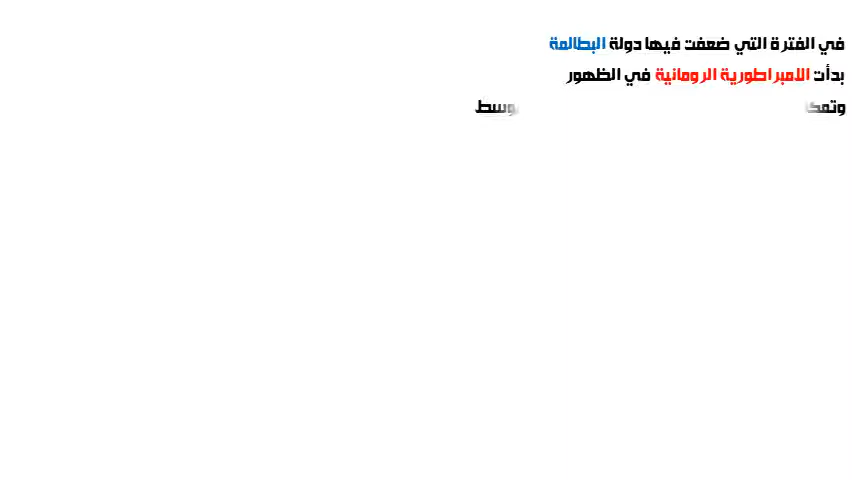 في الفترة التي ضعفت فيها دولة البطالمة
بدأت الامبراطورية الرومانية في الظهور